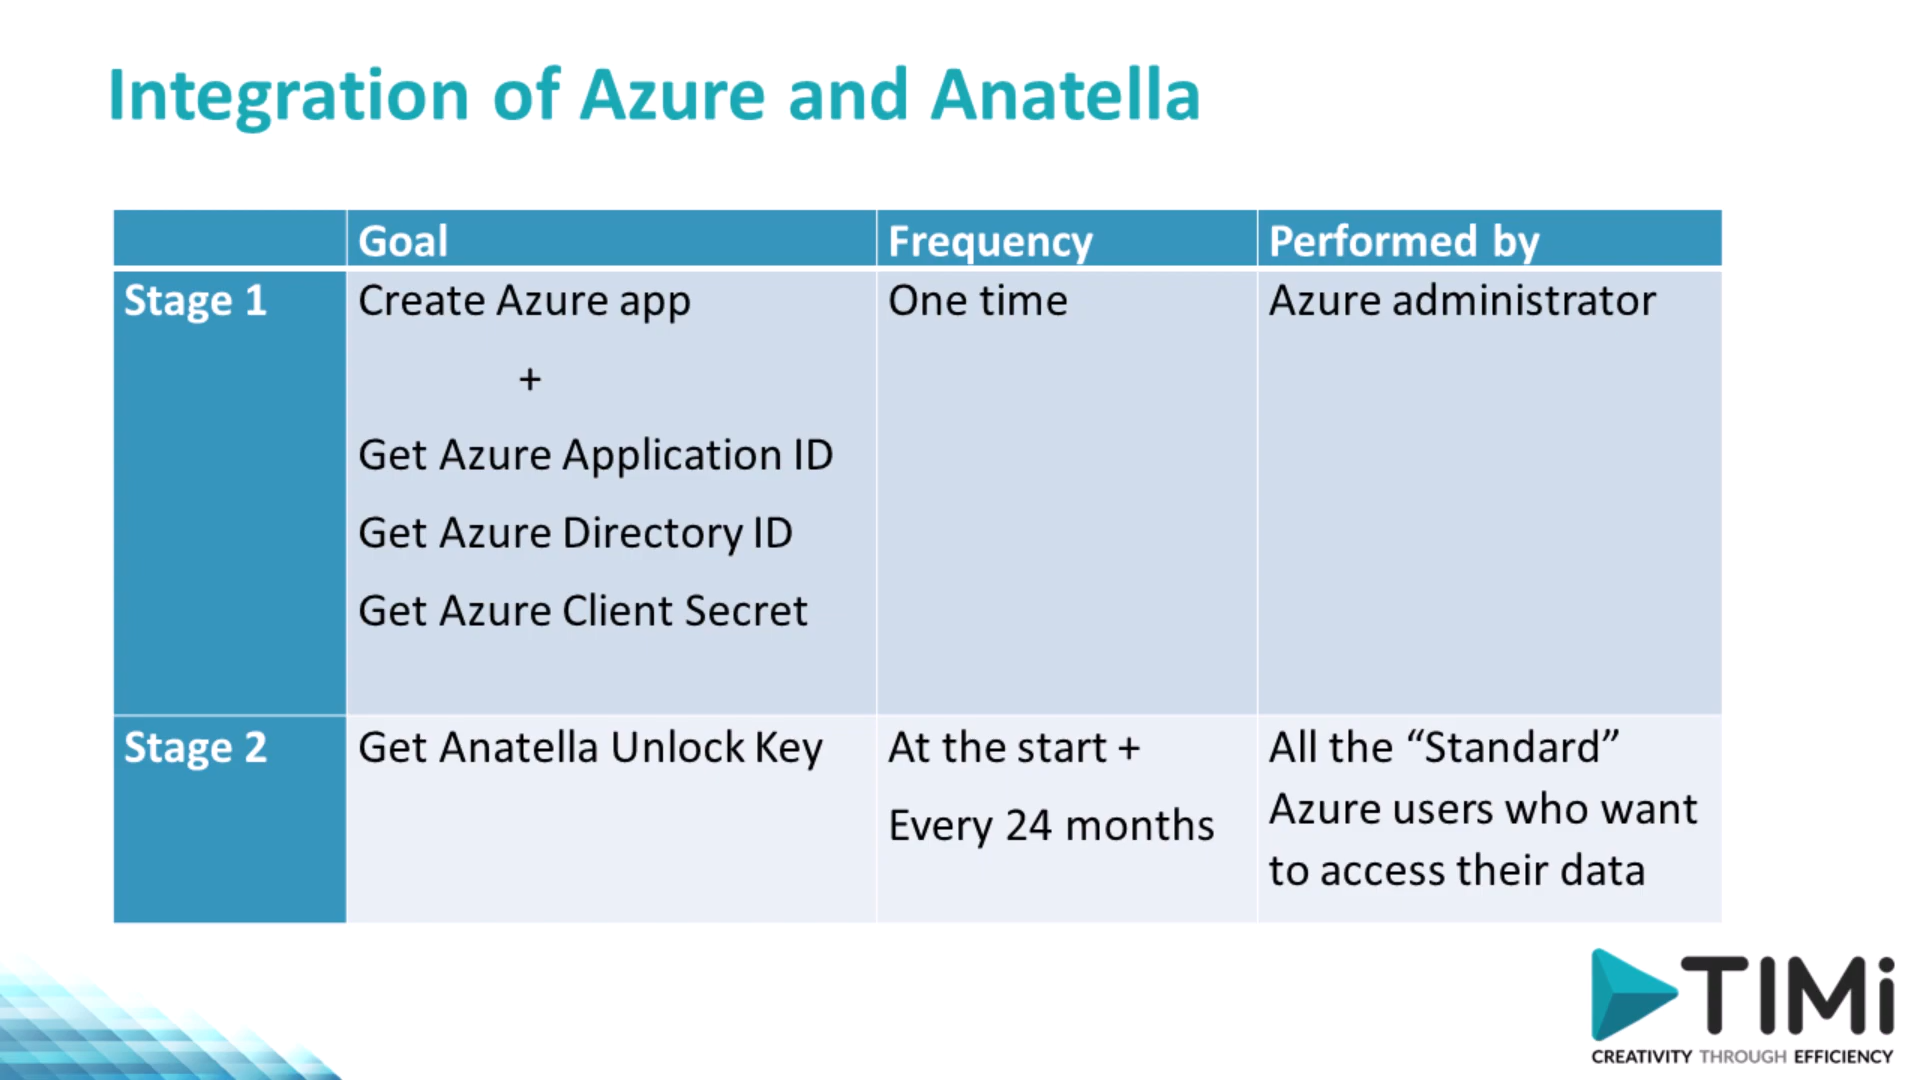 Integration of Azure and Anatella
Goal
Frequency
Performed by
Stage 1
Create Azure app
+
Get Azure Application ID
Get Azure Directory ID
Get Azure Client Secret
One time
Azure administrator
Stage 2
Get Anatella Unlock Key
At the start +
Every 24 months
All the “Standard”
Azure users who want
to access their data
TIMi
CREATIVITY THROUGH EFFICIENCY